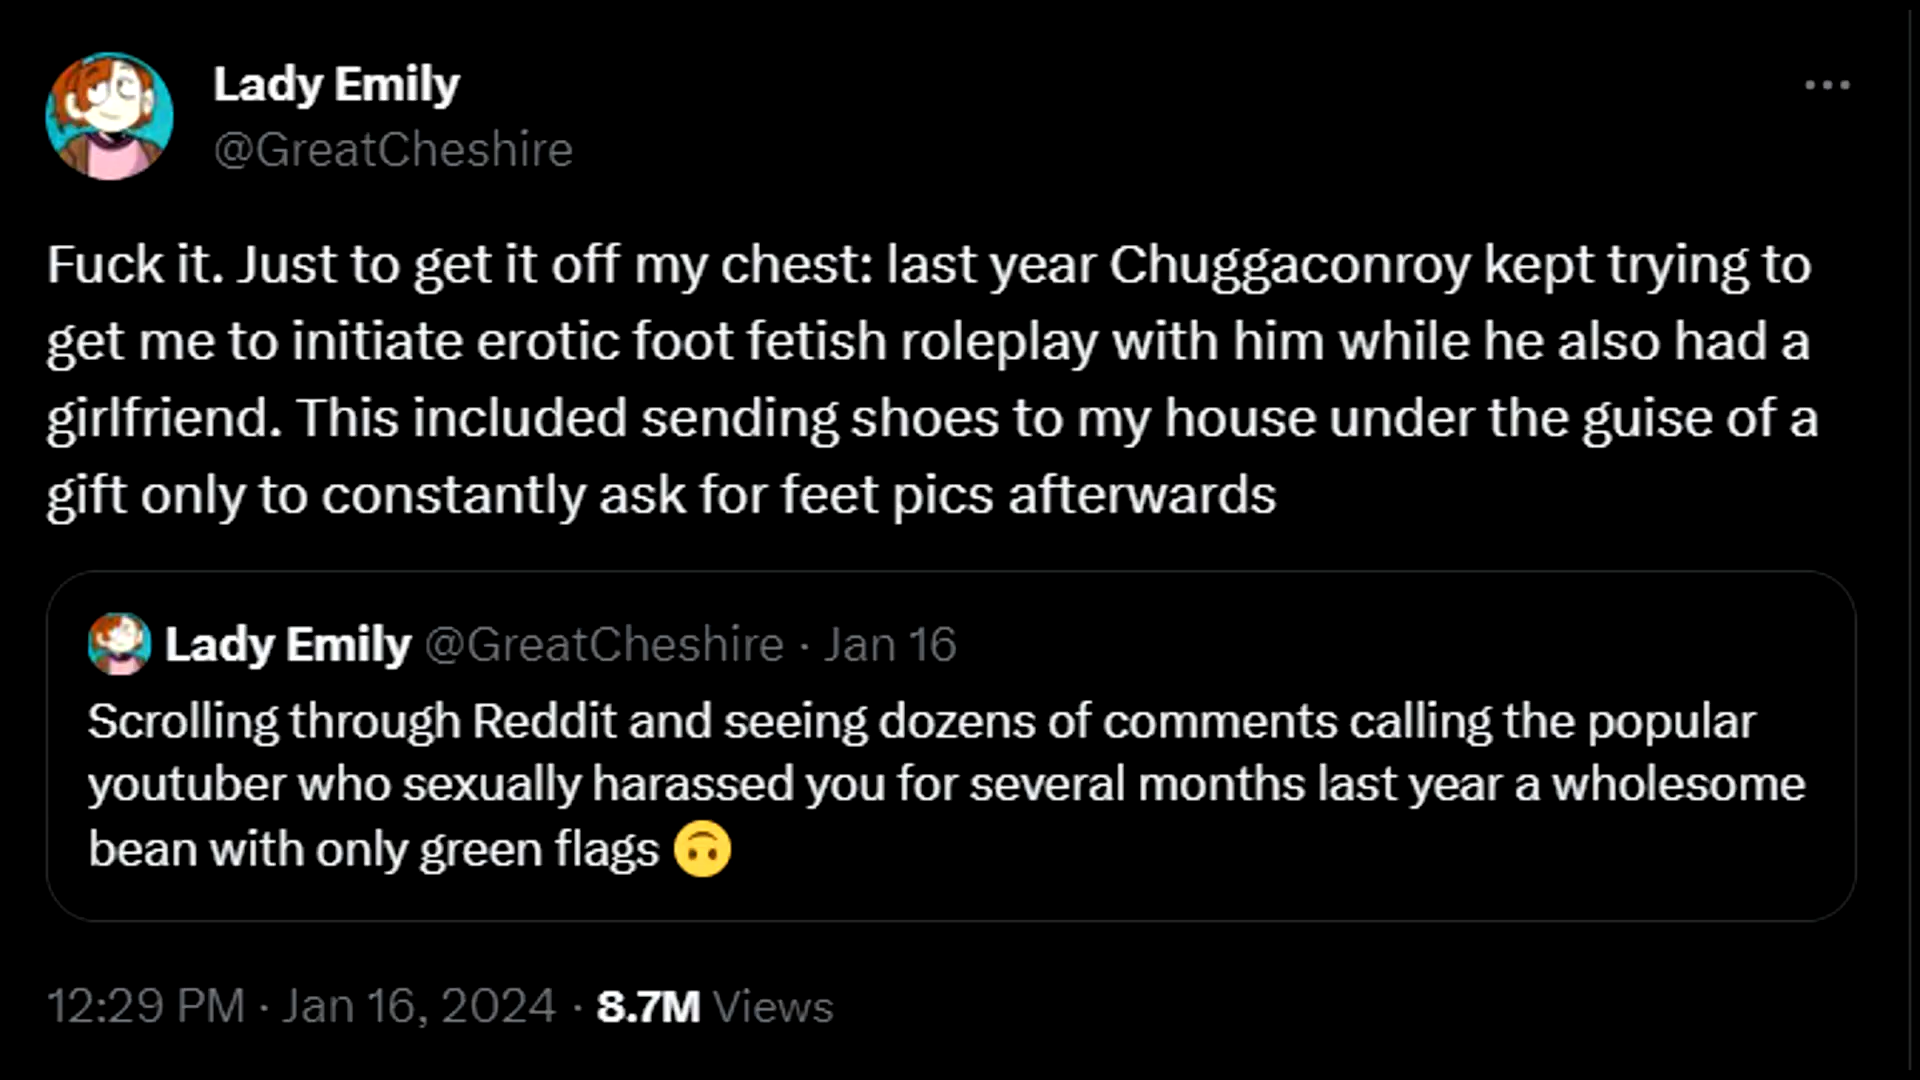 Lady Emily
@GreatCheshire
Fuck it. Just to get it off my chest: last year Chuggaconroy kept trying to
get me to initiate erotic foot fetish roleplay with him while he also had a
girlfriend. This included sending shoes to my house under the guise of a
gift only to constantly ask for feet pics afterwards
Lady Emily @GreatCheshire · Jan 16
Scrolling through Reddit and seeing dozens of comments calling the popular
youtuber who sexually harassed you for several months last year a wholesome
bean with only green flags 🙃
12:29 PM · Jan 16, 2024 · 8.7M Views